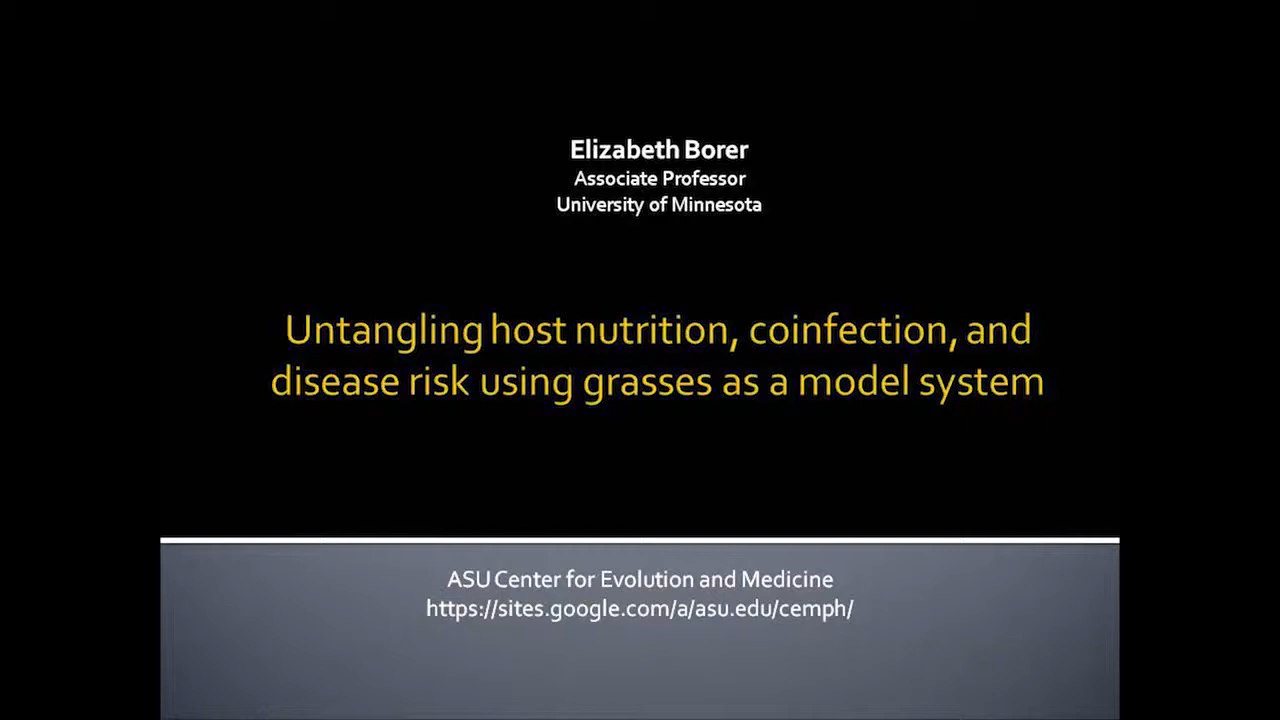 Elizabeth Borer
Associate Professor
University of Minnesota
Untangling host nutrition, coinfection, and
disease risk using grasses as a model system
ASU Center for Evolution and Medicine
https://sites.google.com/a/asu.edu/cemph/